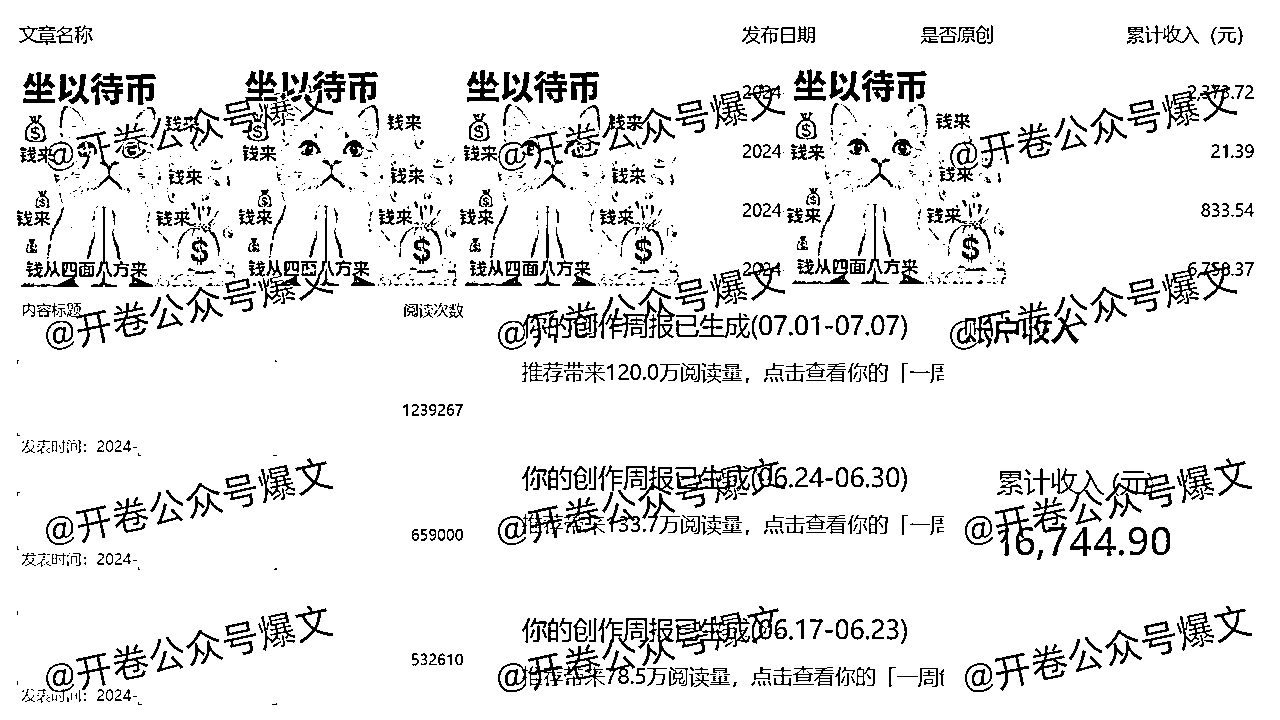 文章名称 发布日期 是否原创 累计收入（元）
坐以待币 坐以待币 坐以待币 坐以待币
2024 2,378.72
@开卷公众号爆文 @开卷公众号爆文 @开卷公众号爆文
钱来 钱来 钱来 钱来
钱来 钱来 钱来 2024 钱来 21.39
钱来 钱来 钱来 钱来
钱来 钱来 钱来 钱来 钱来 钱来 2024 钱来 钱来 833.54
$ $ $ $
钱从四面八方来 钱从四面八方来 钱从四面八方来 2024 钱从四面八方来 6,758.37
内容标题 阅读次数
@开卷公众号爆文 @开卷公众号爆文 @开卷公众号爆文
你的创作周报已生成(07.01-07.07) 账户收入
推荐带来120.0万阅读量，点击查看你的「一周
1239267
发表时间：2024-
你的创作周报已生成(06.24-06.30) 累计收入（元）
@开卷公众号爆文 @开卷公众号爆文 @开卷公众号爆文
推荐带来133.7万阅读量，点击查看你的「一周
659000 16,744.90
发表时间：2024-
你的创作周报已生成(06.17-06.23)
@开卷公众号爆文 @开卷公众号爆文 @开卷公众号爆文
532610
推荐带来78.5万阅读量，点击查看你的「一周
发表时间：2024-